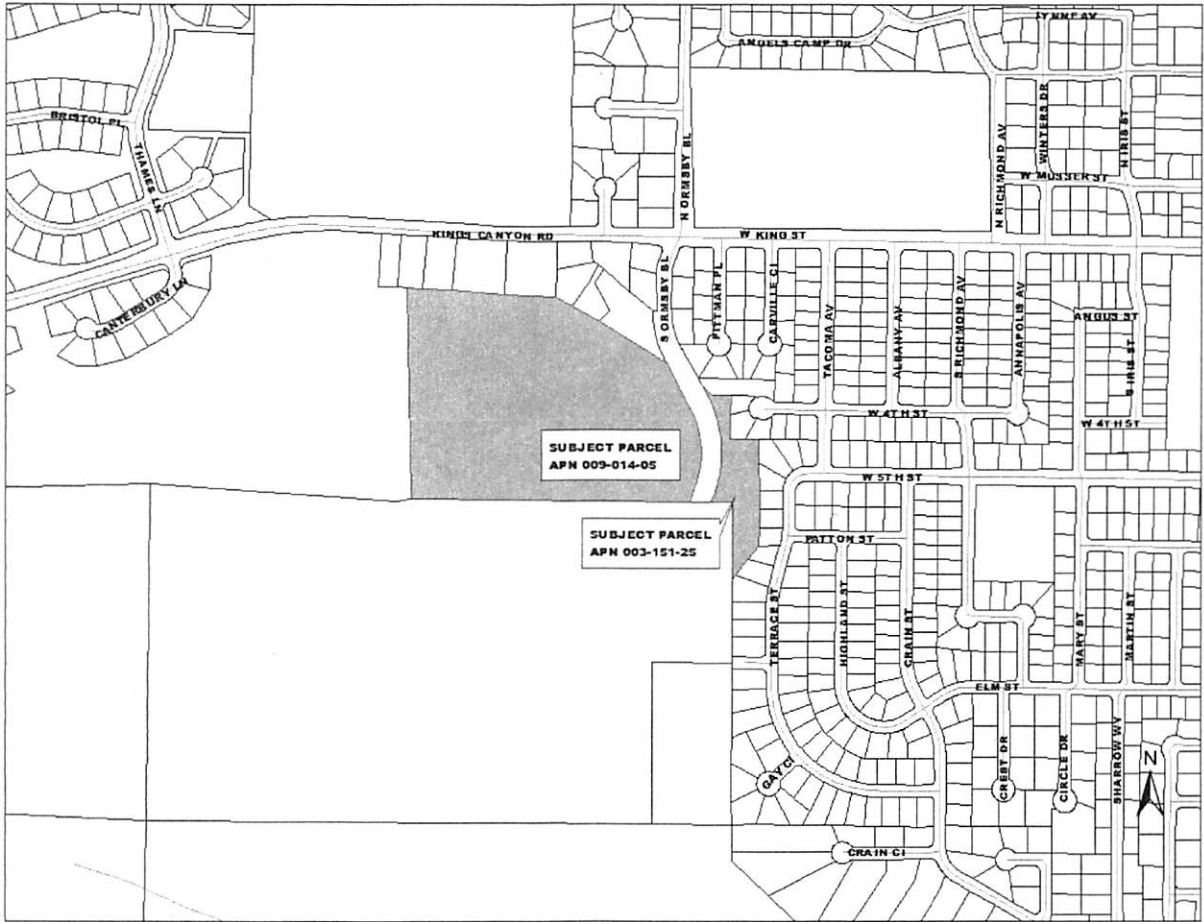 LYNNE AV
ANGELS CAMP DR
BRISTOL PL
THAMES LN
N ORMSBY BL
N RICHMOND AV
WINTERS DR
N IRIS ST
W MUSSER ST
KINGS CANYON RD
W KING ST
CANTERBURY LN
S ORMSBY BL
PITTMAN PL
CARVILLE CI
TACOMA AV
ALBANY AV
S RICHMOND AV
ANNAPOLIS AV
ANGUS ST
S IRIS ST
W 4TH ST
W 4TH ST
SUBJECT PARCEL
APN 009-014-05
W 5TH ST
SUBJECT PARCEL
APN 003-151-25
PATTON ST
TERRACE ST
HIGHLAND ST
CRAIN ST
MARY ST
MARTIN ST
ELM ST
GAY CI
CREST DR
CIRCLE DR
SHARROW WY
N
CRAIN CI